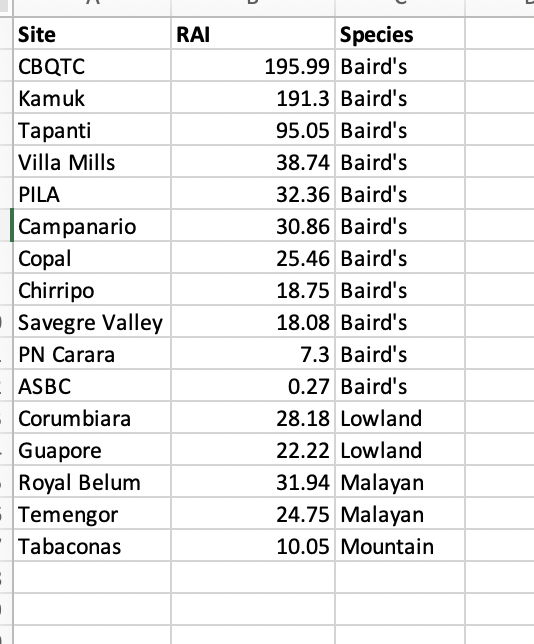 Site RAI Species
CBQTC 195.99 Baird's
Kamuk 191.3 Baird's
Tapanti 95.05 Baird's
Villa Mills 38.74 Baird's
PILA 32.36 Baird's
Campanario 30.86 Baird's
Copal 25.46 Baird's
Chirripo 18.75 Baird's
Savegre Valley 18.08 Baird's
PN Carara 7.3 Baird's
ASBC 0.27 Baird's
Corumbiara 28.18 Lowland
Guapore 22.22 Lowland
Royal Belum 31.94 Malayan
Temengor 24.75 Malayan
Tabaconas 10.05 Mountain